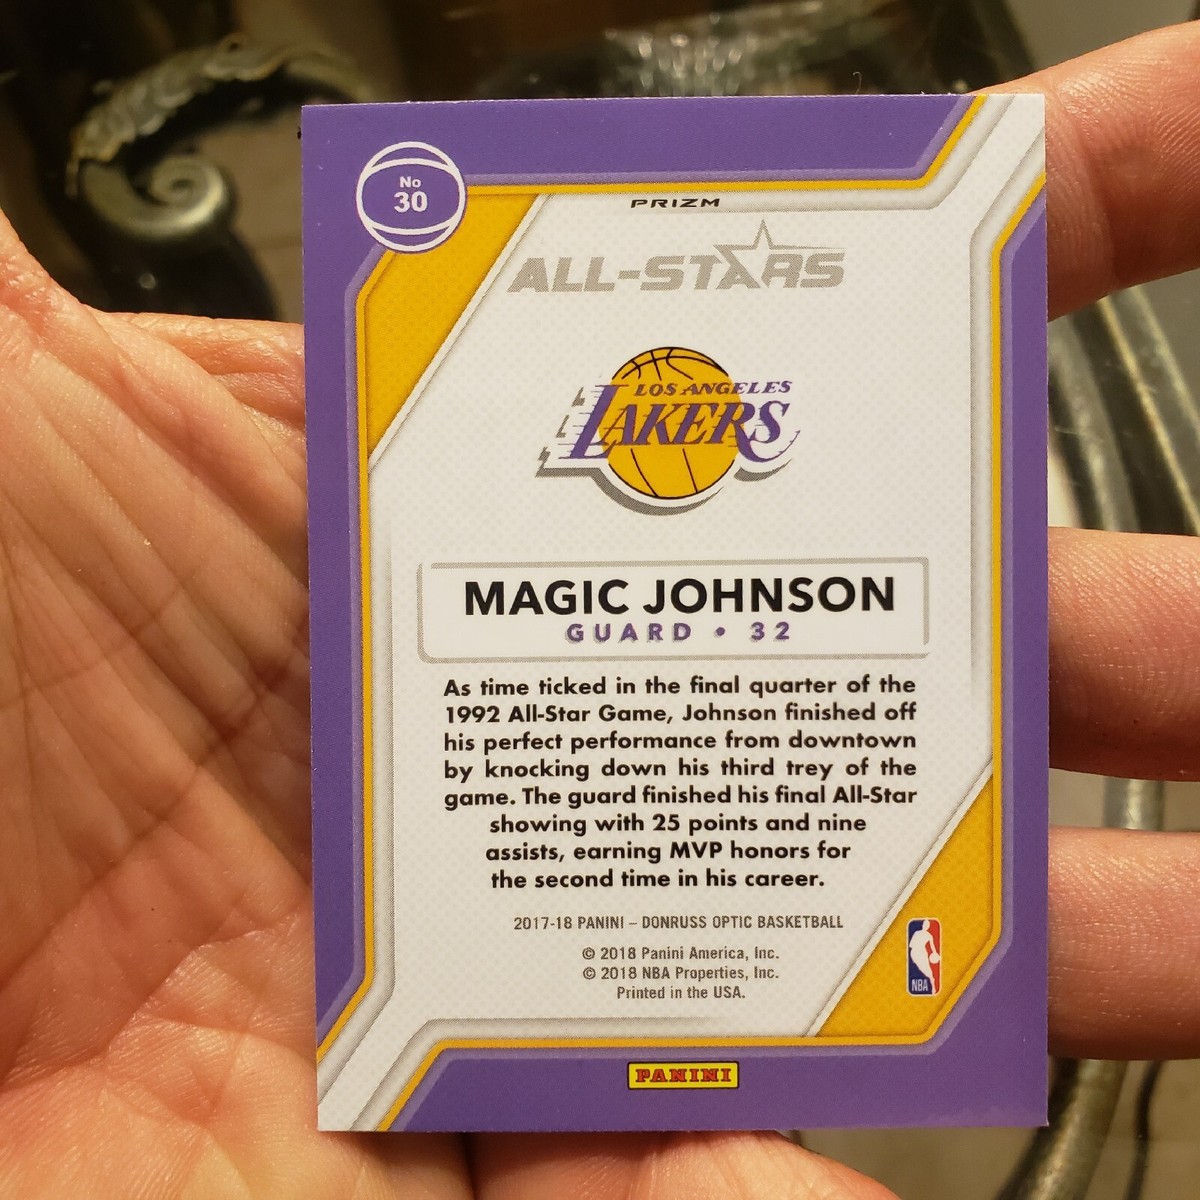 No
30
PRIZM
ALL-STARS
LOS ANGELES
LAKERS
MAGIC JOHNSON
GUARD • 32
As time ticked in the final quarter of the
1992 All-Star Game, Johnson finished off
his perfect performance from downtown
by knocking down his third trey of the
game. The guard finished his final All-Star
showing with 25 points and nine
assists, earning MVP honors for
the second time in his career.
2017-18 PANINI – DONRUSS OPTIC BASKETBALL
© 2018 Panini America, Inc.
© 2018 NBA Properties, Inc.
Printed in the USA.
NBA
PANINI